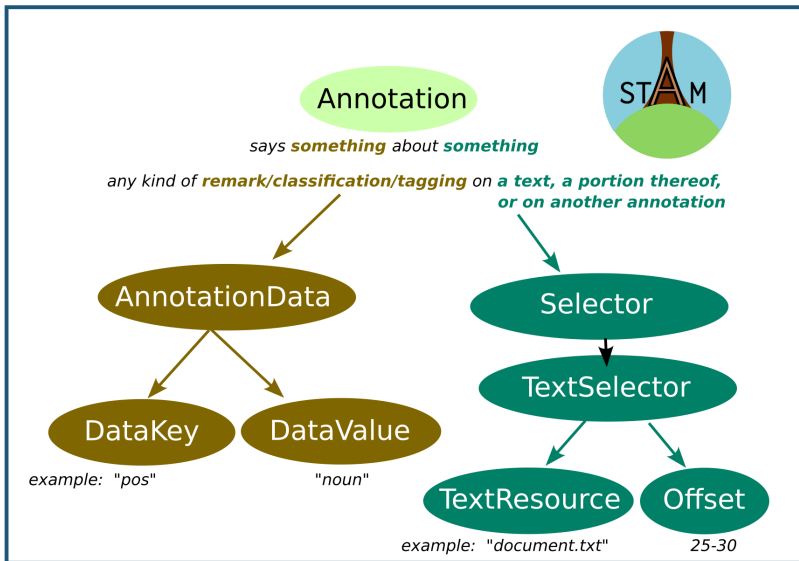 Annotation
STAM
says something about something
any kind of remark/classification/tagging on a text, a portion thereof,
or on another annotation
AnnotationData
Selector
TextSelector
DataKey
DataValue
example: "pos"
"noun"
TextResource
Offset
example: "document.txt"
25-30